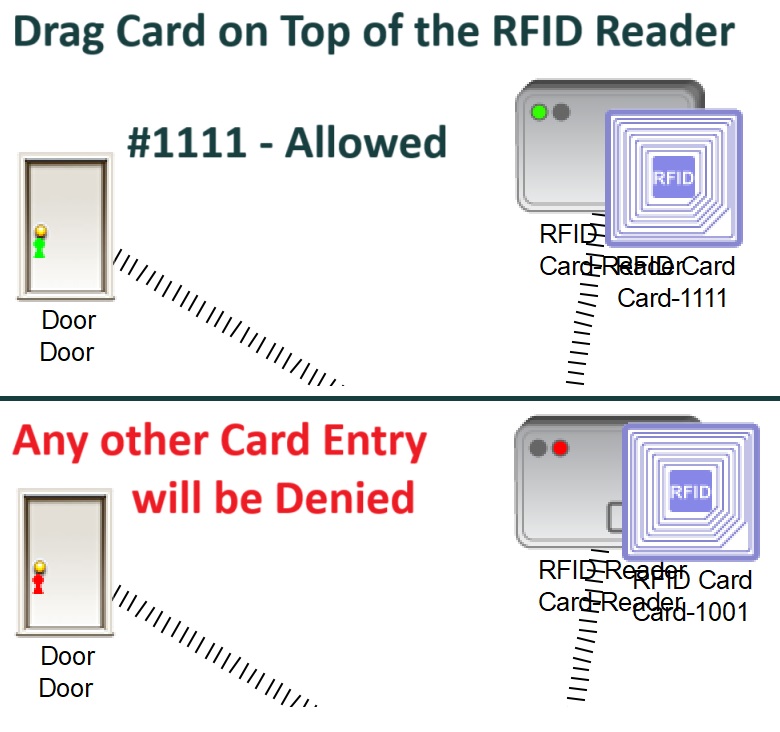 Drag Card on Top of the RFID Reader
#1111 - Allowed
RFID
RFID
Card-Reader
RFID Card
Card-1111
Door
Door
Any other Card Entry
will be Denied
RFID
RFID Reader
Card-Reader
RFID Card
Card-1001
Door
Door